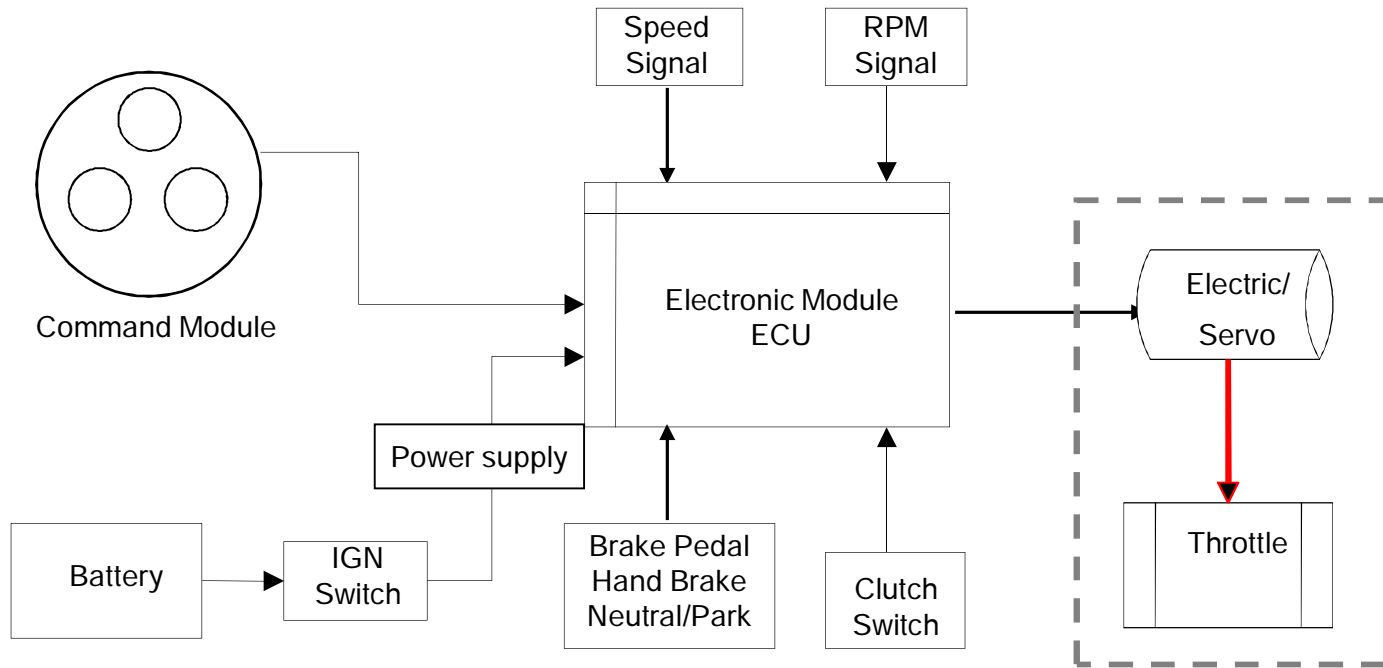 Speed
Signal
RPM
Signal
Command Module
Electronic Module
ECU
Electric/
Servo
Power supply
Battery
IGN
Switch
Brake Pedal
Hand Brake
Neutral/Park
Clutch
Switch
Throttle